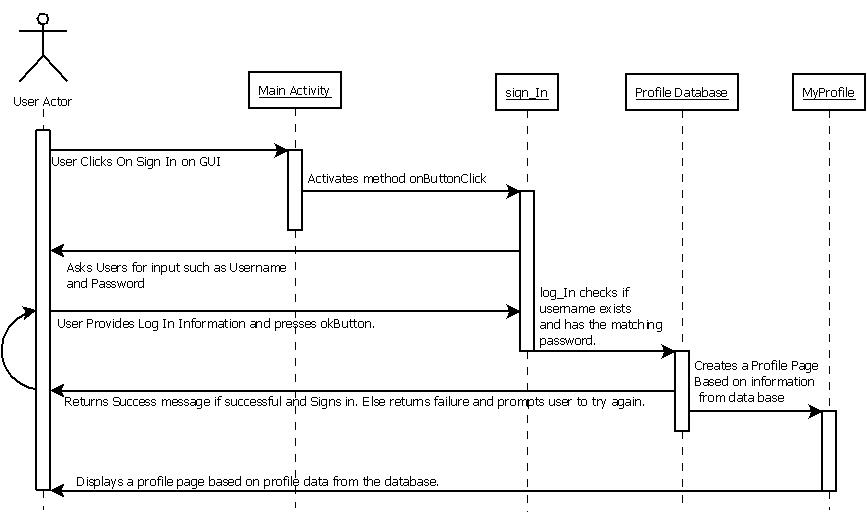 User Actor
Main Activity
sign_In
Profile Database
MyProfile
User Clicks On Sign In on GUI
Activates method onButtonClick
Asks Users for input such as Username
and Password
log_In checks if
username exists
and has the matching
password.
User Provides Log In Information and presses okButton.
Creates a Profile Page
Based on information
from data base
Returns Success message if successful and Signs in. Else returns failure and prompts user to try again.
Displays a profile page based on profile data from the database.